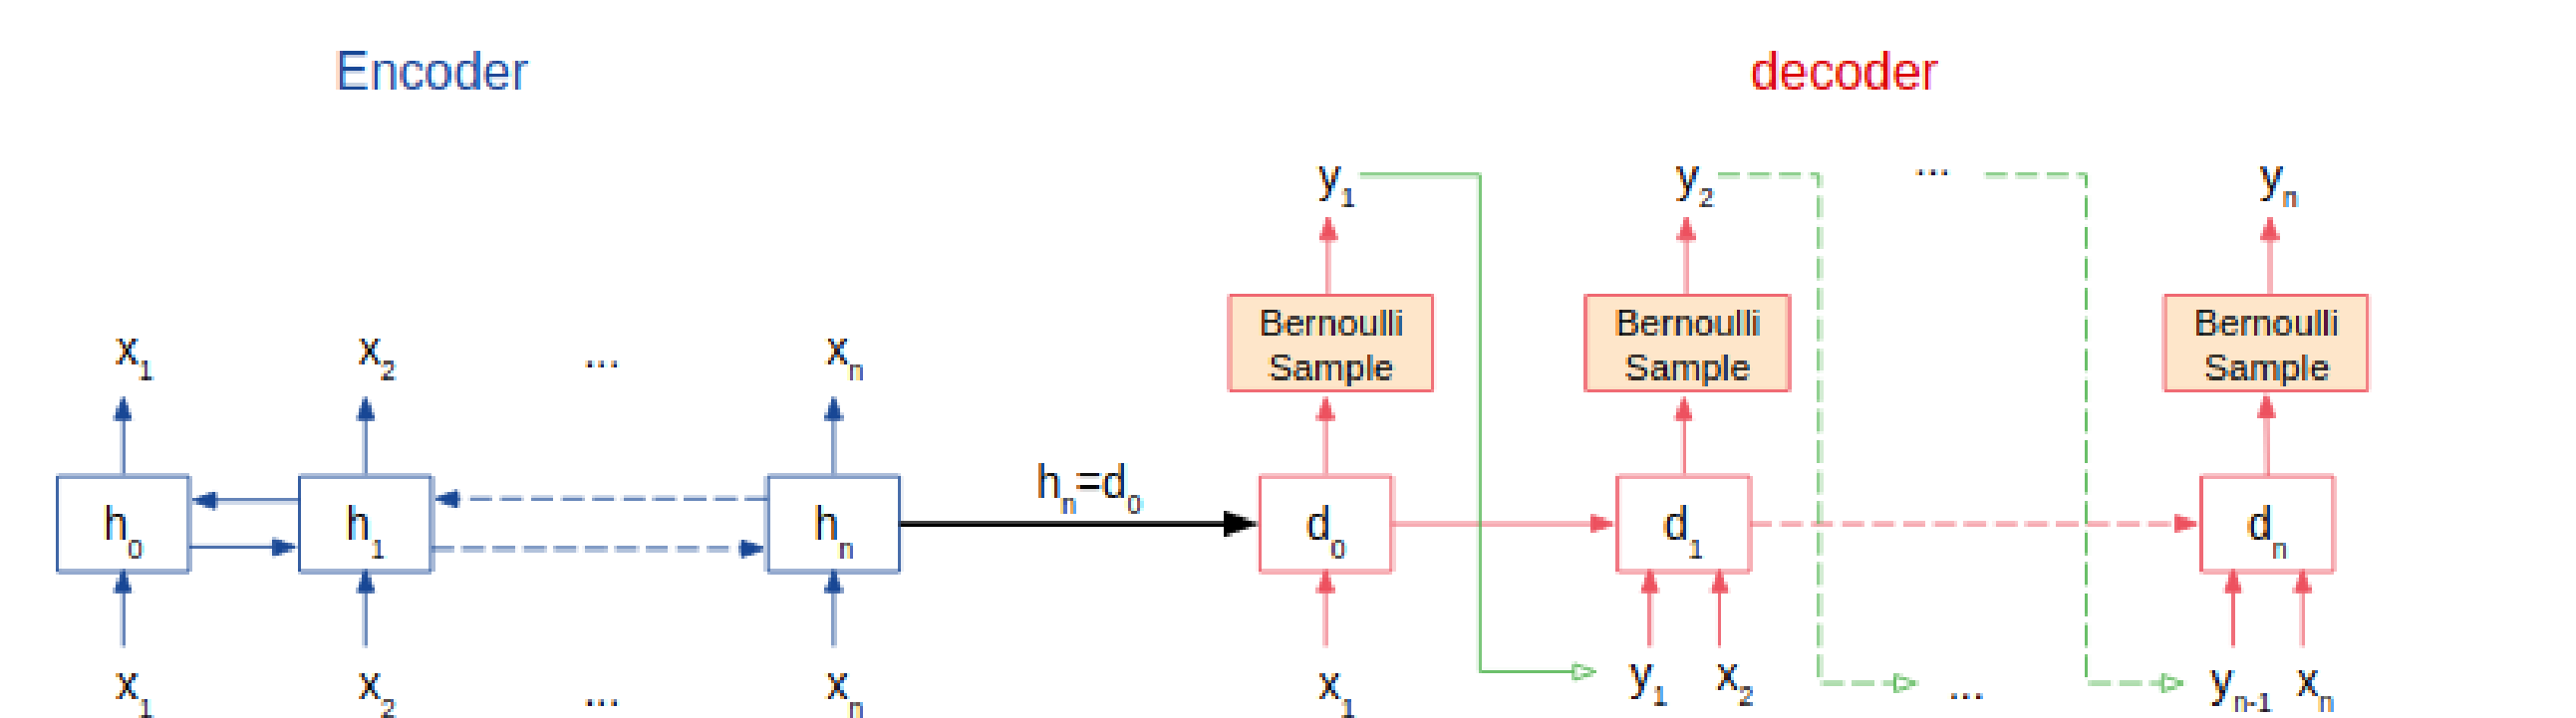 Encoder
decoder
y1
y2
...
yn
Bernoulli
Sample
Bernoulli
Sample
Bernoulli
Sample
x1
x2
...
xn
hn=d0
h0
h1
hn
d0
d1
dn
x1
x2
...
xn
x1
y1
x2
...
yn-1
xn